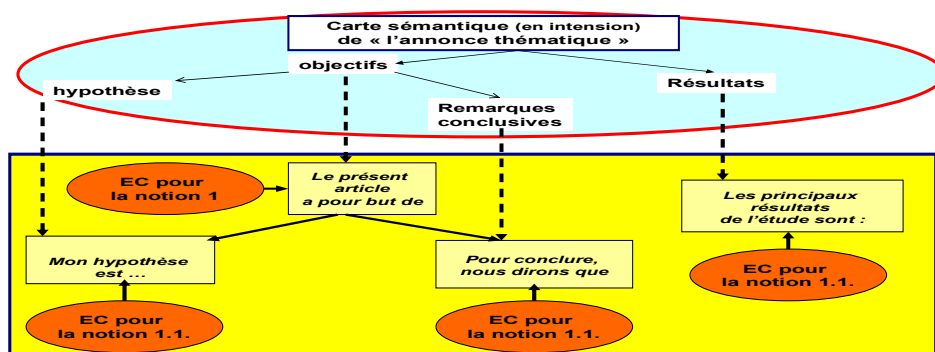 Carte sémantique (en intension)
de « l'annonce thématique »
objectifs
hypothèse
Résultats
Remarques
conclusives
EC pour
la notion 1
Le présent
article
a pour but de
Les principaux
résultats
de l'étude sont :
Mon hypothèse
est ...
Pour conclure,
nous dirons que
EC pour
la notion 1.1.
EC pour
la notion 1.1.
EC pour
la notion 1.1.